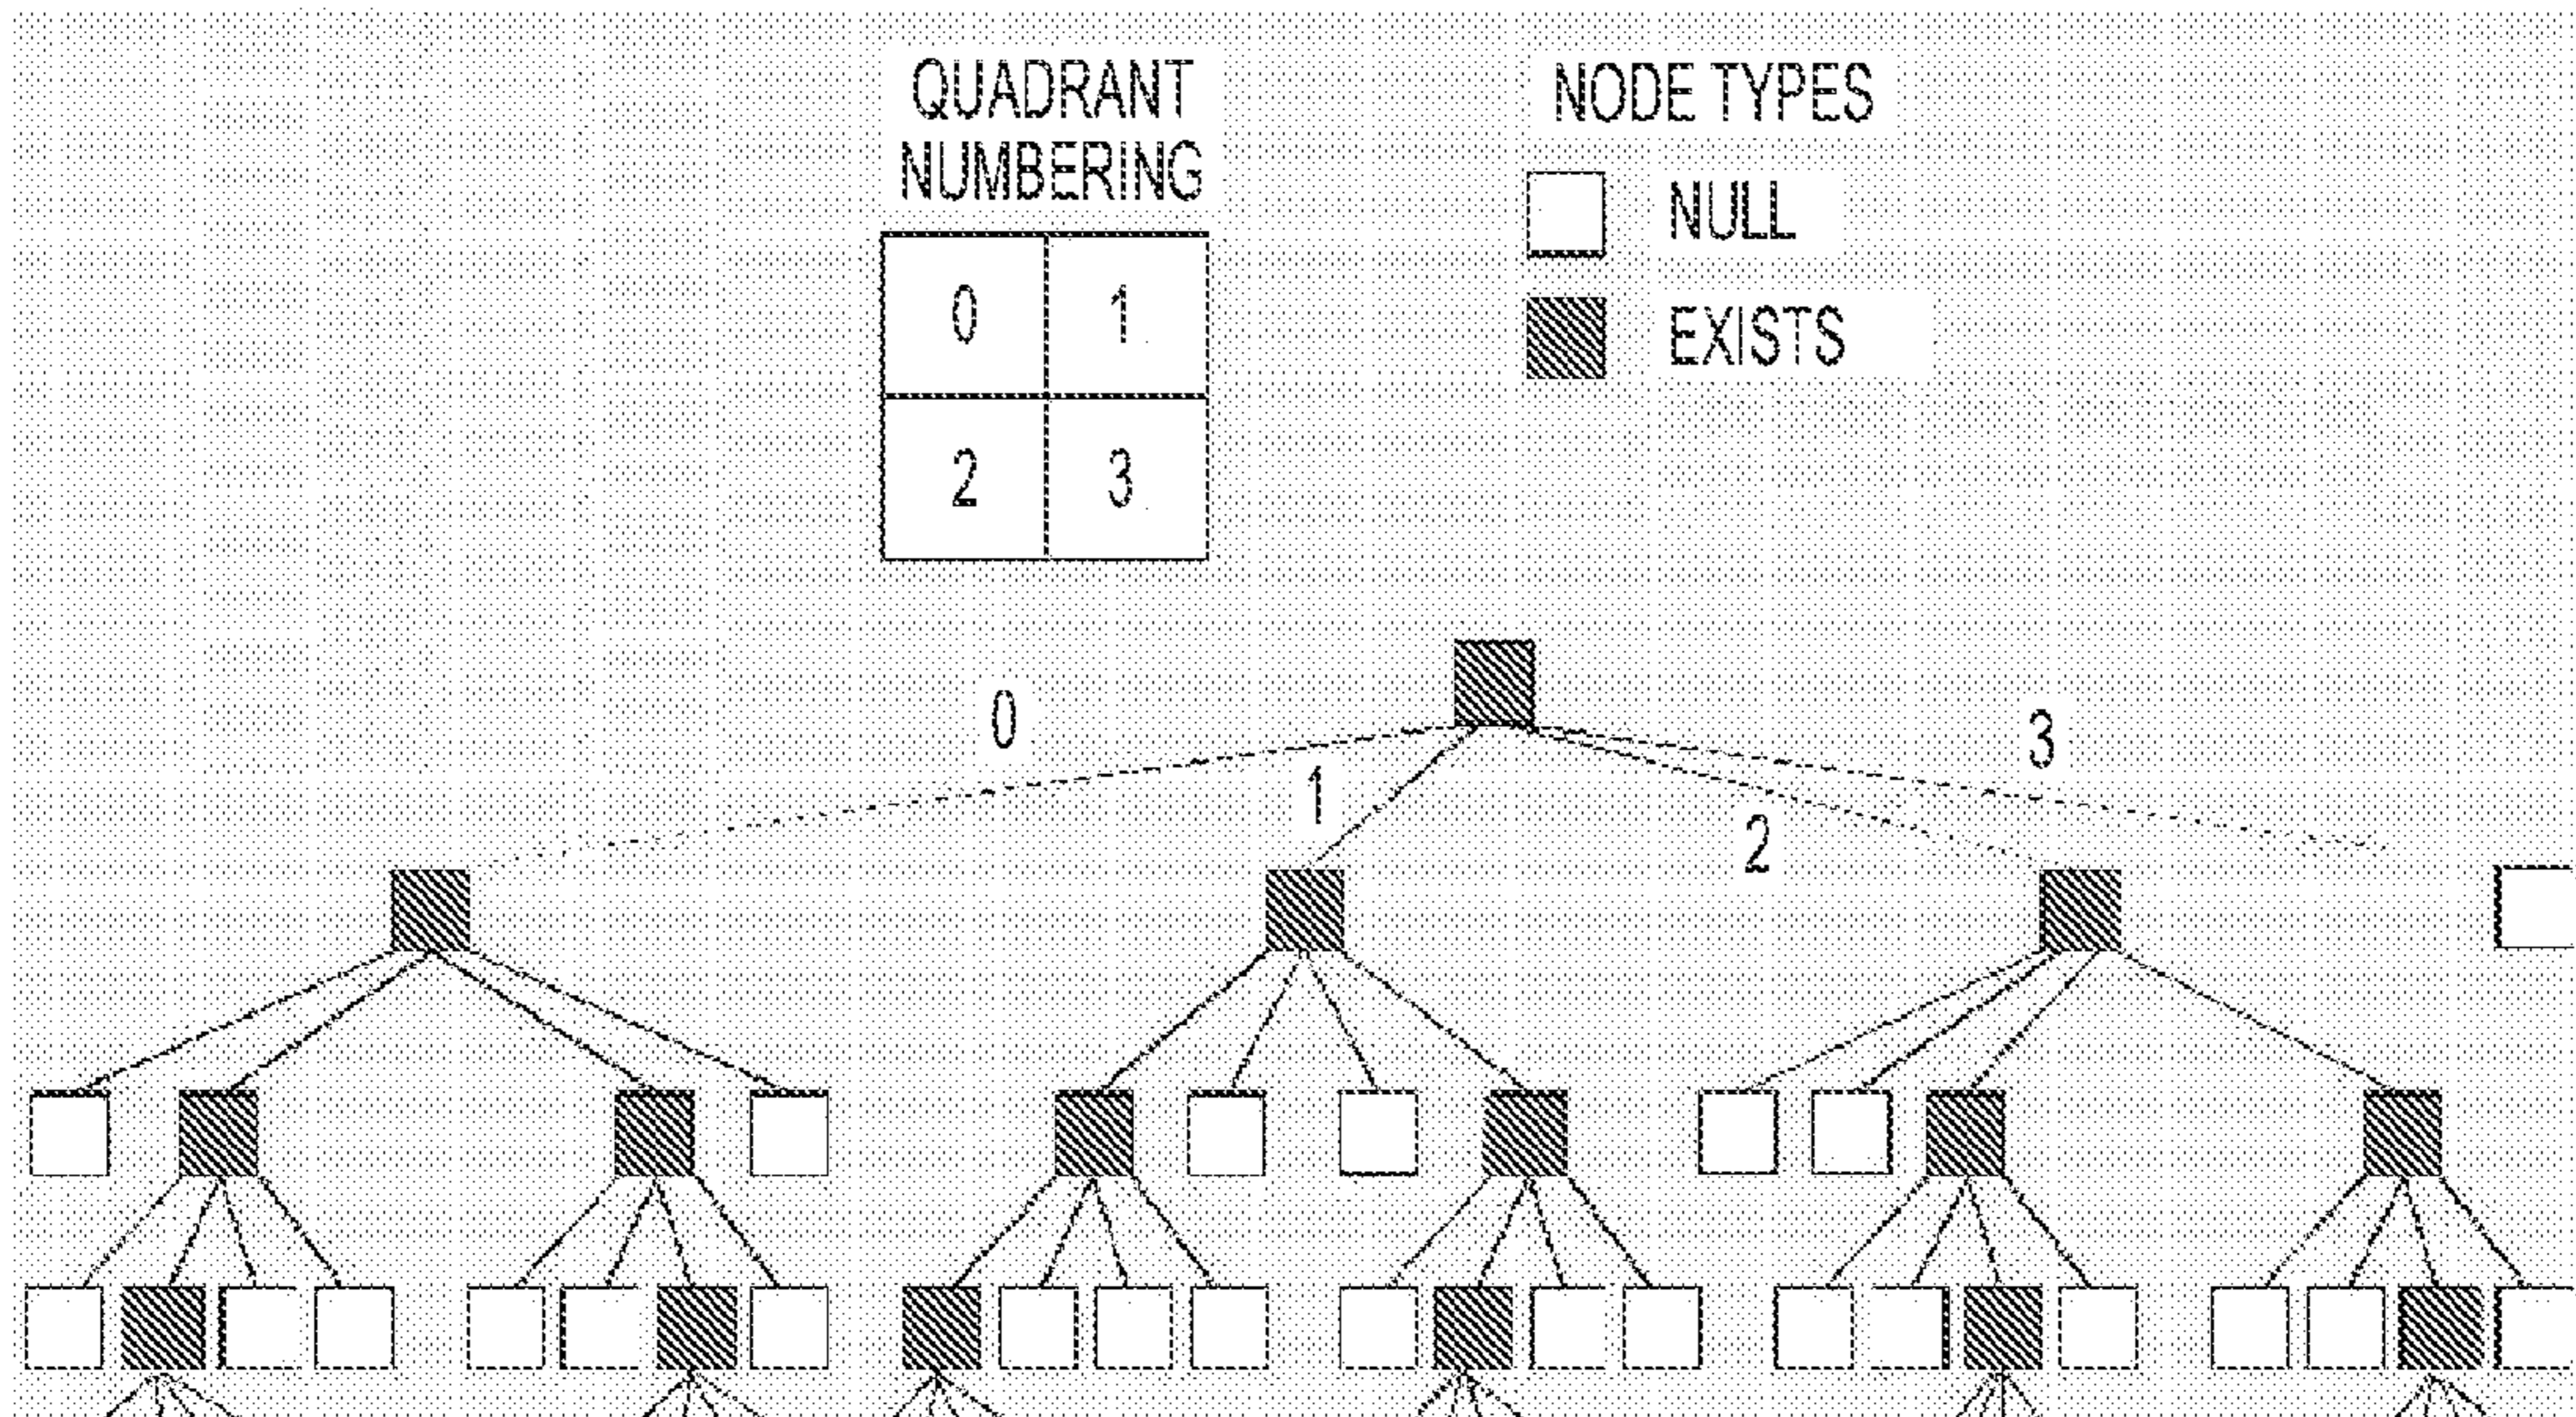 QUADRANT
NUMBERING
0 1
2 3
NODE TYPES
NULL
EXISTS
0
1
2
3